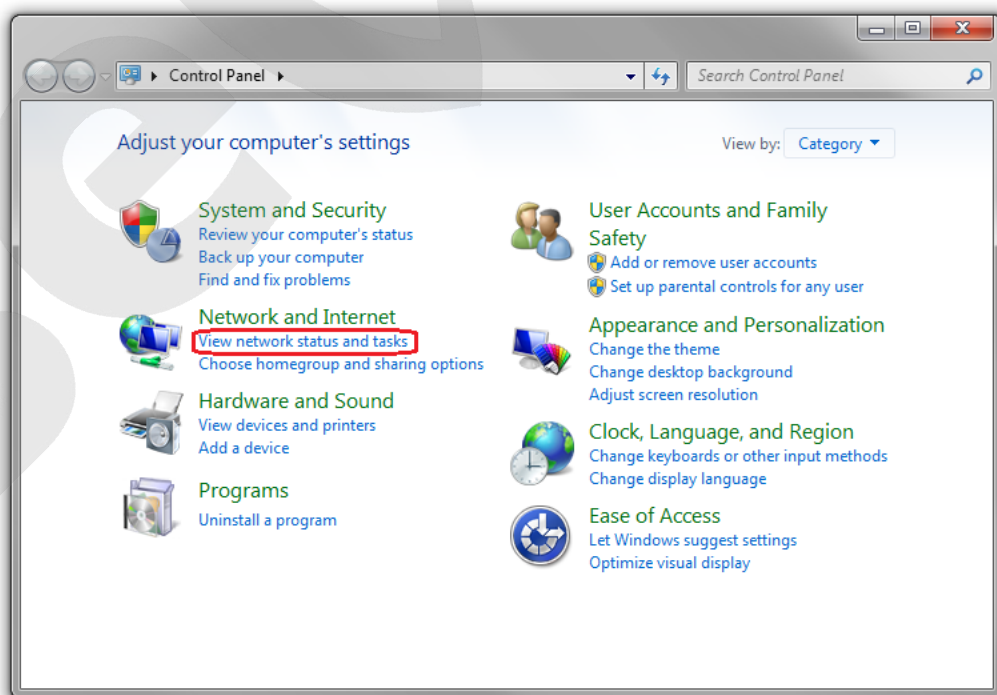 Control Panel
Search Control Panel
Adjust your computer's settings
View by: Category
System and Security
Review your computer's status
Back up your computer
Find and fix problems
Network and Internet
View network status and tasks
Choose homegroup and sharing options
Hardware and Sound
View devices and printers
Add a device
Programs
Uninstall a program
User Accounts and Family
Safety
Add or remove user accounts
Set up parental controls for any user
Appearance and Personalization
Change the theme
Change desktop background
Adjust screen resolution
Clock, Language, and Region
Change keyboards or other input methods
Change display language
Ease of Access
Let Windows suggest settings
Optimize visual display